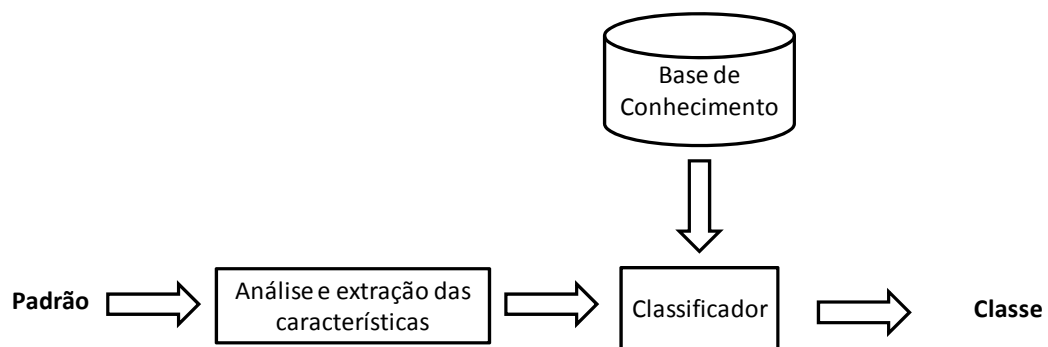 Base de
Conhecimento
Padrão
Análise e extração das
características
Classificador
Classe